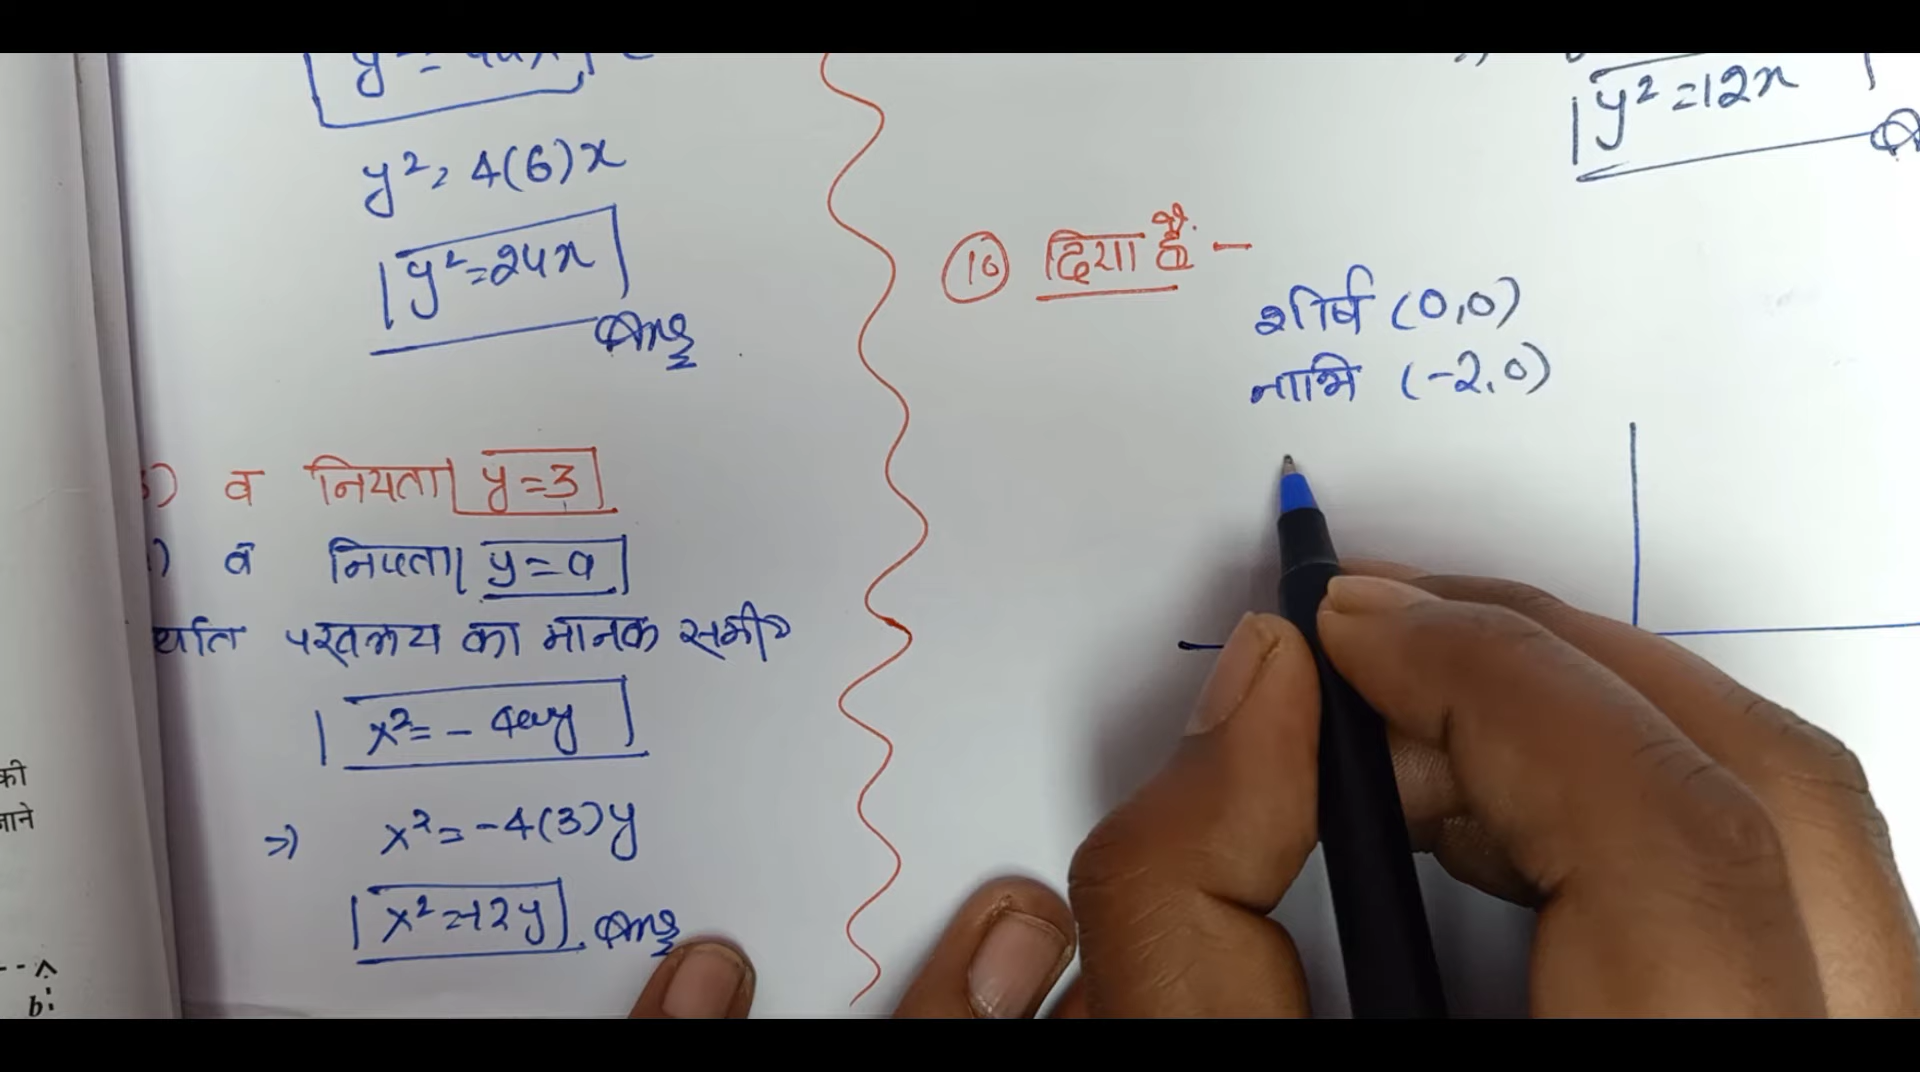 y² = 4(6)x
y²=24x
Ans
व नियता y=3
व नियता y=a
परवलय का मानक समी०
x² = - 4ay
=> x² = -4(3)y
x² = -12y Ans
की
जाने
b
y² = 12x
(10) दिया है -
शीर्ष (0,0)
नाभि (-2,0)